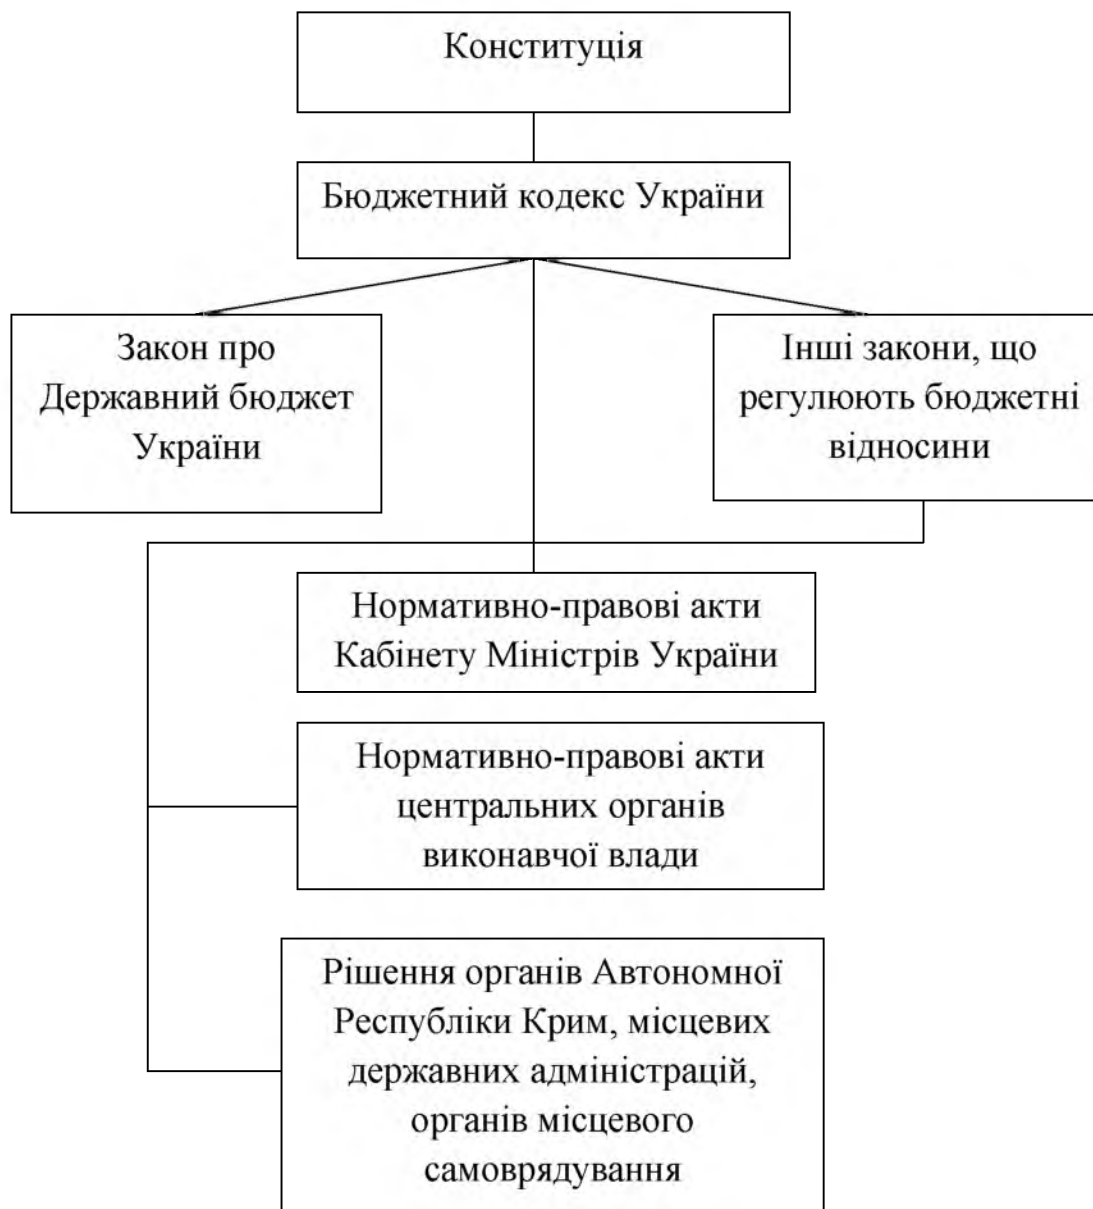 Конституція
Бюджетний кодекс України
Закон про
Державний бюджет
України
Інші закони, що
регулюють бюджетні
відносини
Нормативно-правові акти
Кабінету Міністрів України
Нормативно-правові акти
центральних органів
виконавчої влади
Рішення органів Автономної
Республіки Крим, місцевих
державних адміністрацій,
органів місцевого
самоврядування